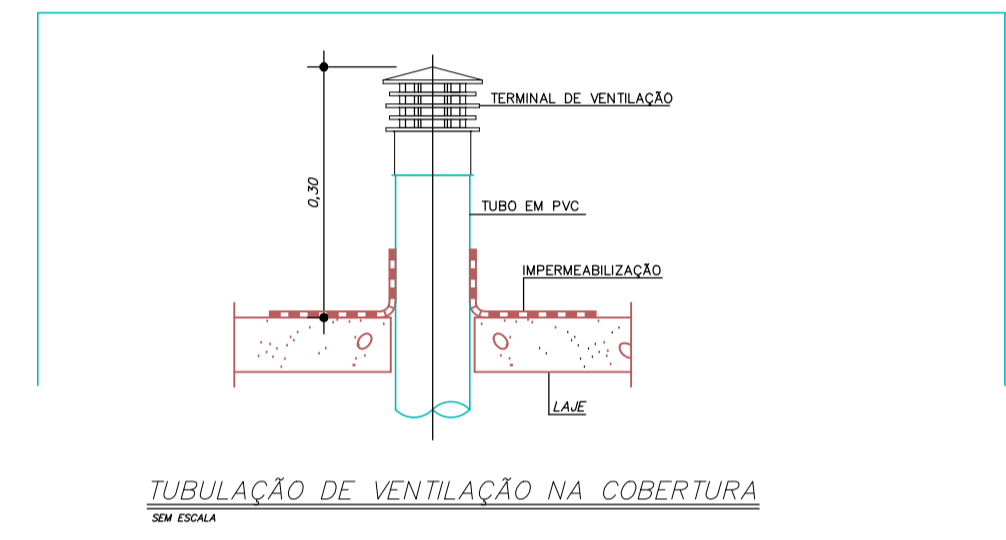 TERMINAL DE VENTILAÇÃO
0,30
TUBO EM PVC
IMPERMEABILIZAÇÃO
LAJE
TUBULAÇÃO DE VENTILAÇÃO NA COBERTURA
SEM ESCALA